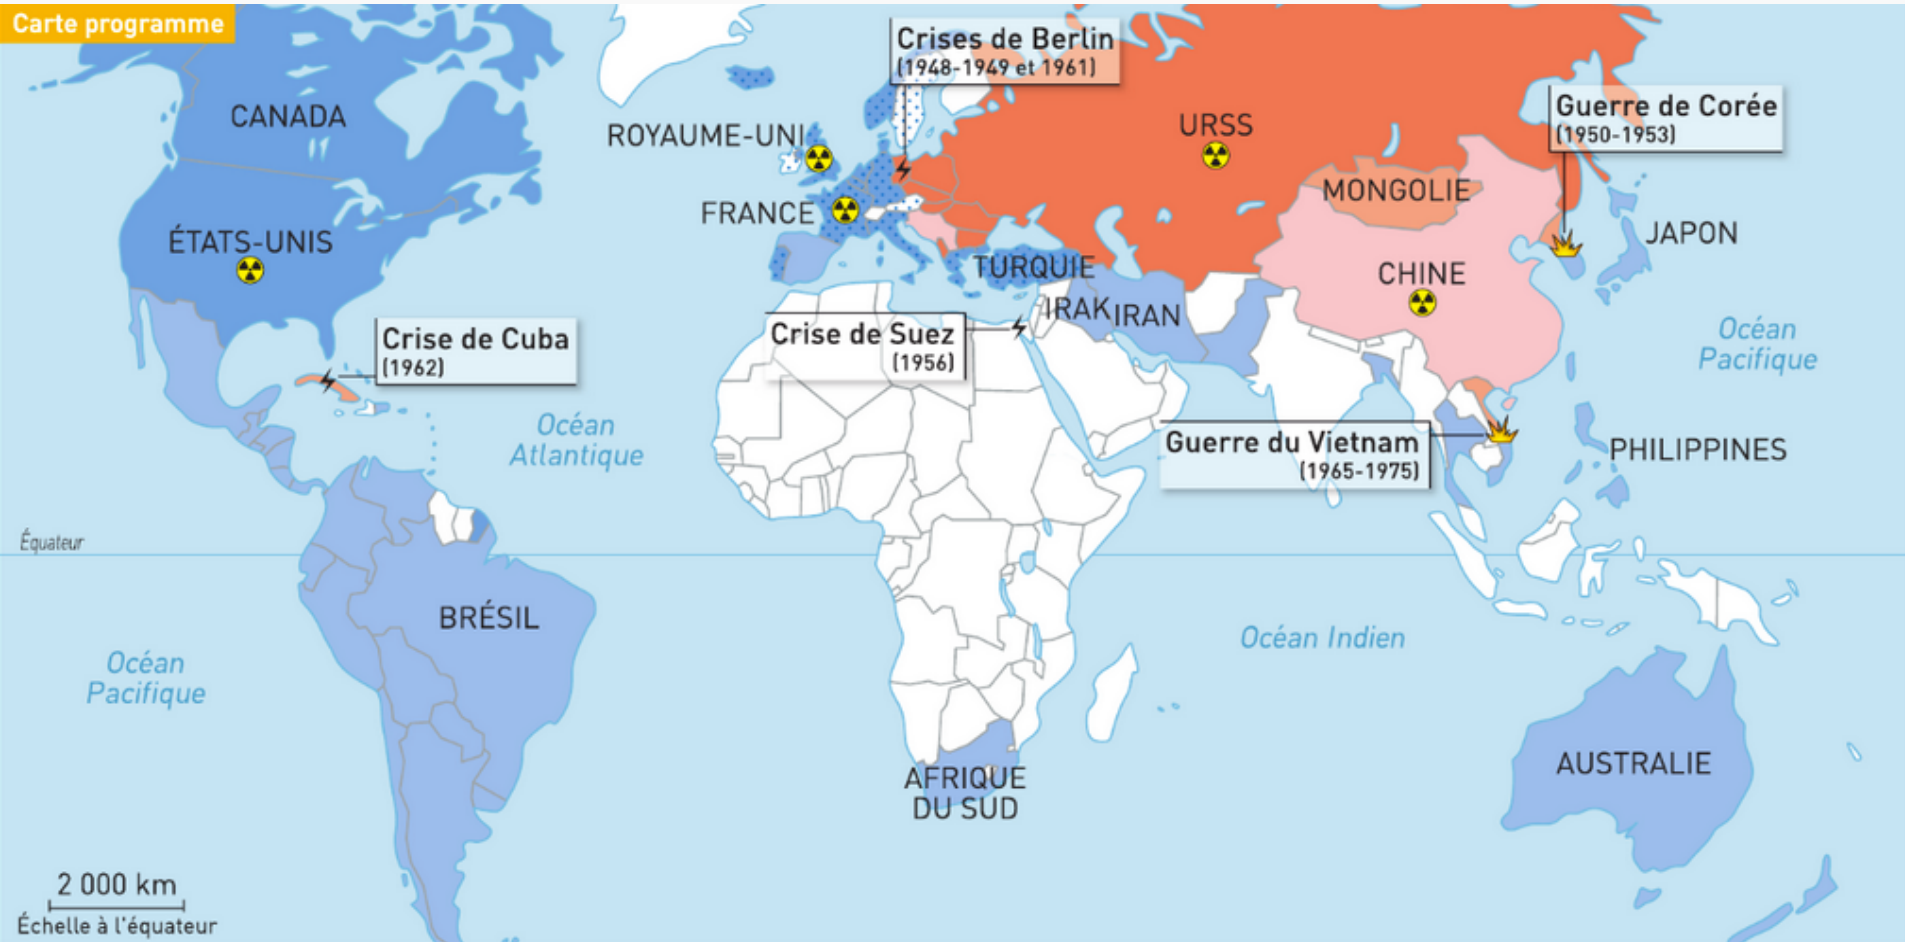 Carte programme
Crises de Berlin
(1948-1949 et 1961)
CANADA
Guerre de Corée
(1950-1953)
ROYAUME-UNI
URSS
MONGOLIE
FRANCE
ÉTATS-UNIS
JAPON
TURQUIE
CHINE
IRAK
IRAN
Crise de Cuba
(1962)
Crise de Suez
(1956)
Océan
Pacifique
Océan
Atlantique
Guerre du Vietnam
(1965-1975)
PHILIPPINES
Équateur
BRÉSIL
Océan Indien
Océan
Pacifique
AFRIQUE
DU SUD
AUSTRALIE
2 000 km
Échelle à l'équateur